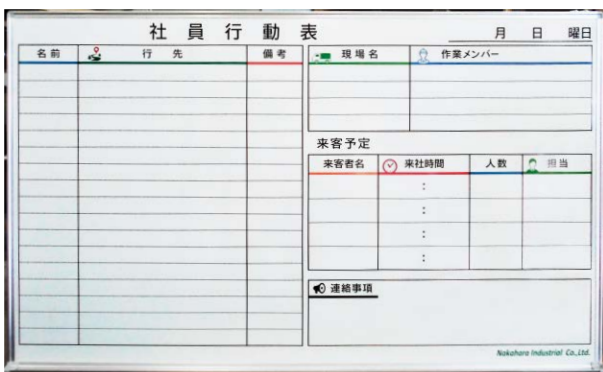 社員行動表
月 日 曜日
名前 行先 備考
現場名 作業メンバー
来客予定
来客者名 来社時間 人数 担当
:
:
:
:
連絡事項
Nakahara Industrial Co.,Ltd.